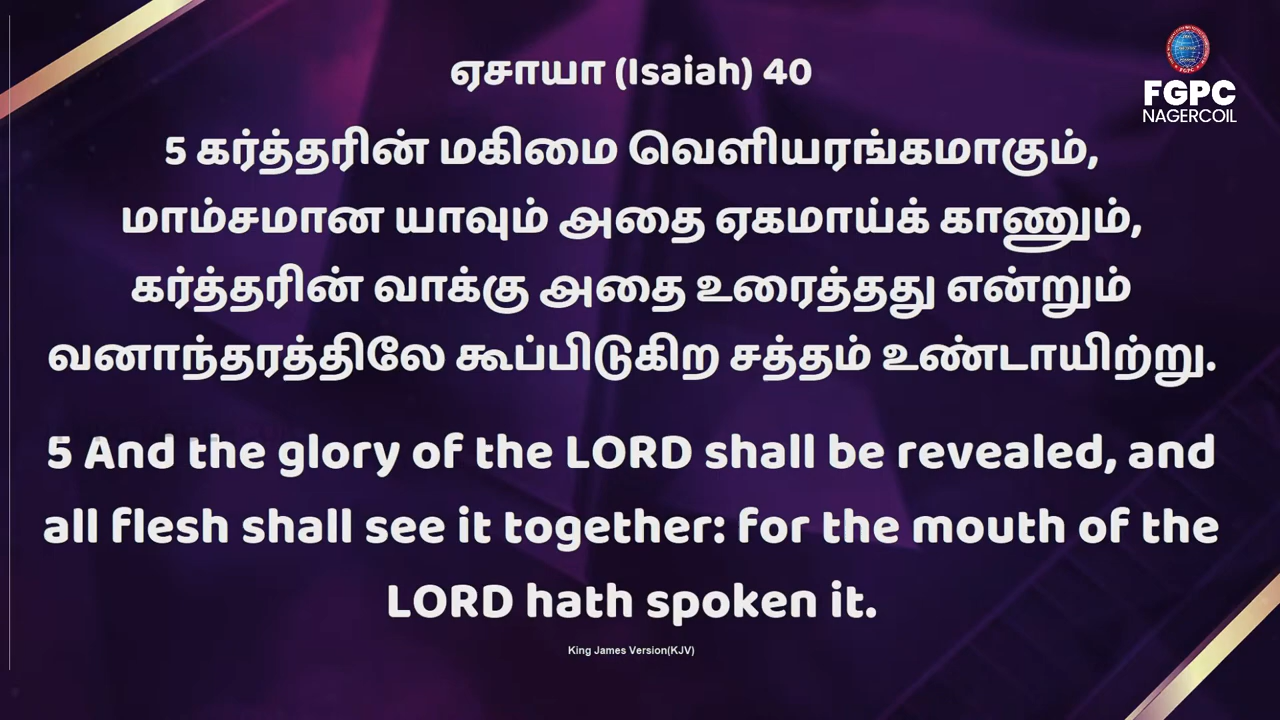 ஏசாயா (Isaiah) 40
FGPC
NAGERCOIL
5 கர்த்தரின் மகிமை வெளியரங்கமாகும்,
மாம்சமான யாவும் அதை ஏகமாய்க் காணும்,
கர்த்தரின் வாக்கு அதை உரைத்தது என்றும்
வனாந்தரத்திலே கூப்பிடுகிற சத்தம் உண்டாயிற்று.
5 And the glory of the LORD shall be revealed, and
all flesh shall see it together: for the mouth of the
LORD hath spoken it.
King James Version(KJV)